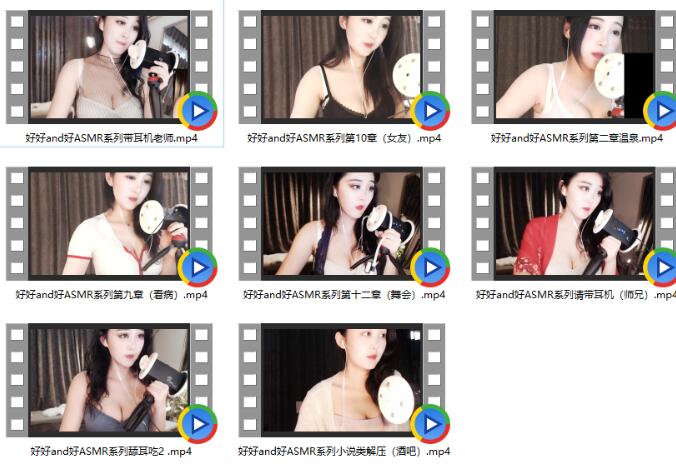 好好and好ASMR系列带耳机老师.mp4
好好and好ASMR系列第10章（女友）.mp4
好好and好ASMR系列第二章温泉.mp4
好好and好ASMR系列第九章（看病）.mp4
好好and好ASMR系列第十二章（舞会）.mp4
好好and好ASMR系列请带耳机（师兄）.mp4
好好and好ASMR系列舔耳吃2 .mp4
好好and好ASMR系列小说类解压（酒吧）.mp4